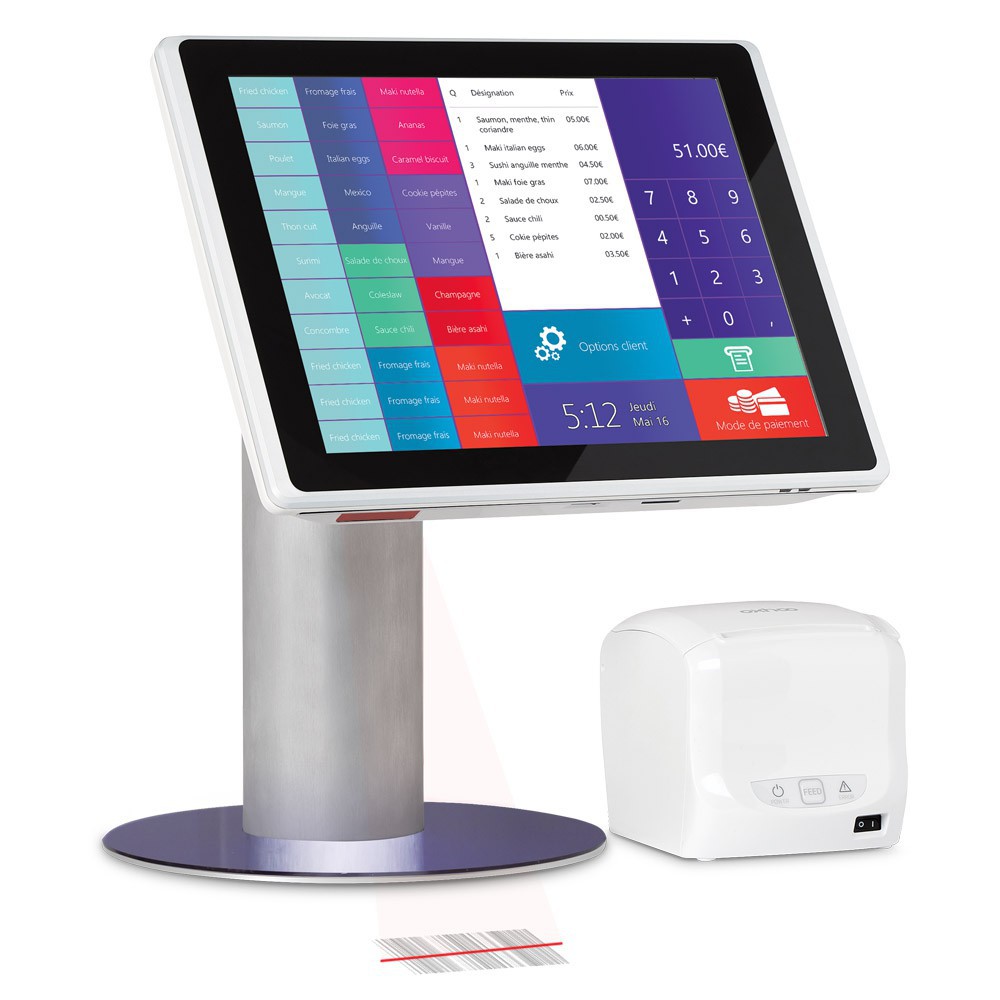 Fried chicken Fromage frais Maki nutella
Saumon Foie gras Ananas
Poulet Italian eggs Caramel biscuit
Mangue Mexico Cookie pèpites
Thon cuit Anguille Vanille
Surimi Salade de choux Mangue
Avocat Coleslaw Champagne
Concombre Sauce chili Bière asahi
Fried chicken Fromage frais Maki nutella
Fried chicken Fromage frais Maki nutella
Fried chicken Fromage frais Maki nutella
Q Dèsignation Prix
1 Saumon, menthe, thin 05.00€
coriandre
1 Maki italian eggs 06.00€
3 Sushi anguille menthe 04.50€
1 Maki foie gras 07.00€
2 Salade de choux 02.50€
2 Sauce chili 00.50€
5 Cokie pépites 02.00€
1 Bière asahi 03.50€
51.00€
7 8 9
4 5 6
1 2 3
+ 0 ,
Options client
5:12 Jeudi
Mai 16
Mode de paiement
oxhoo
FEED
O I